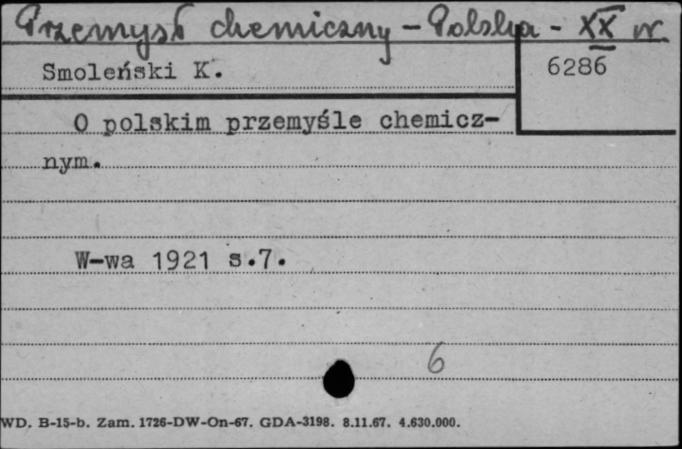 Przemysł chemiczny - Polska - XX w.
Smoleński K.
6286
O polskim przemyśle chemicz-
nym.
W-wa 1921 s.7.
6
WD. B-15-b. Zam. 1726-DW-On-67. GDA-3198. 8.11.67. 4.630.000.